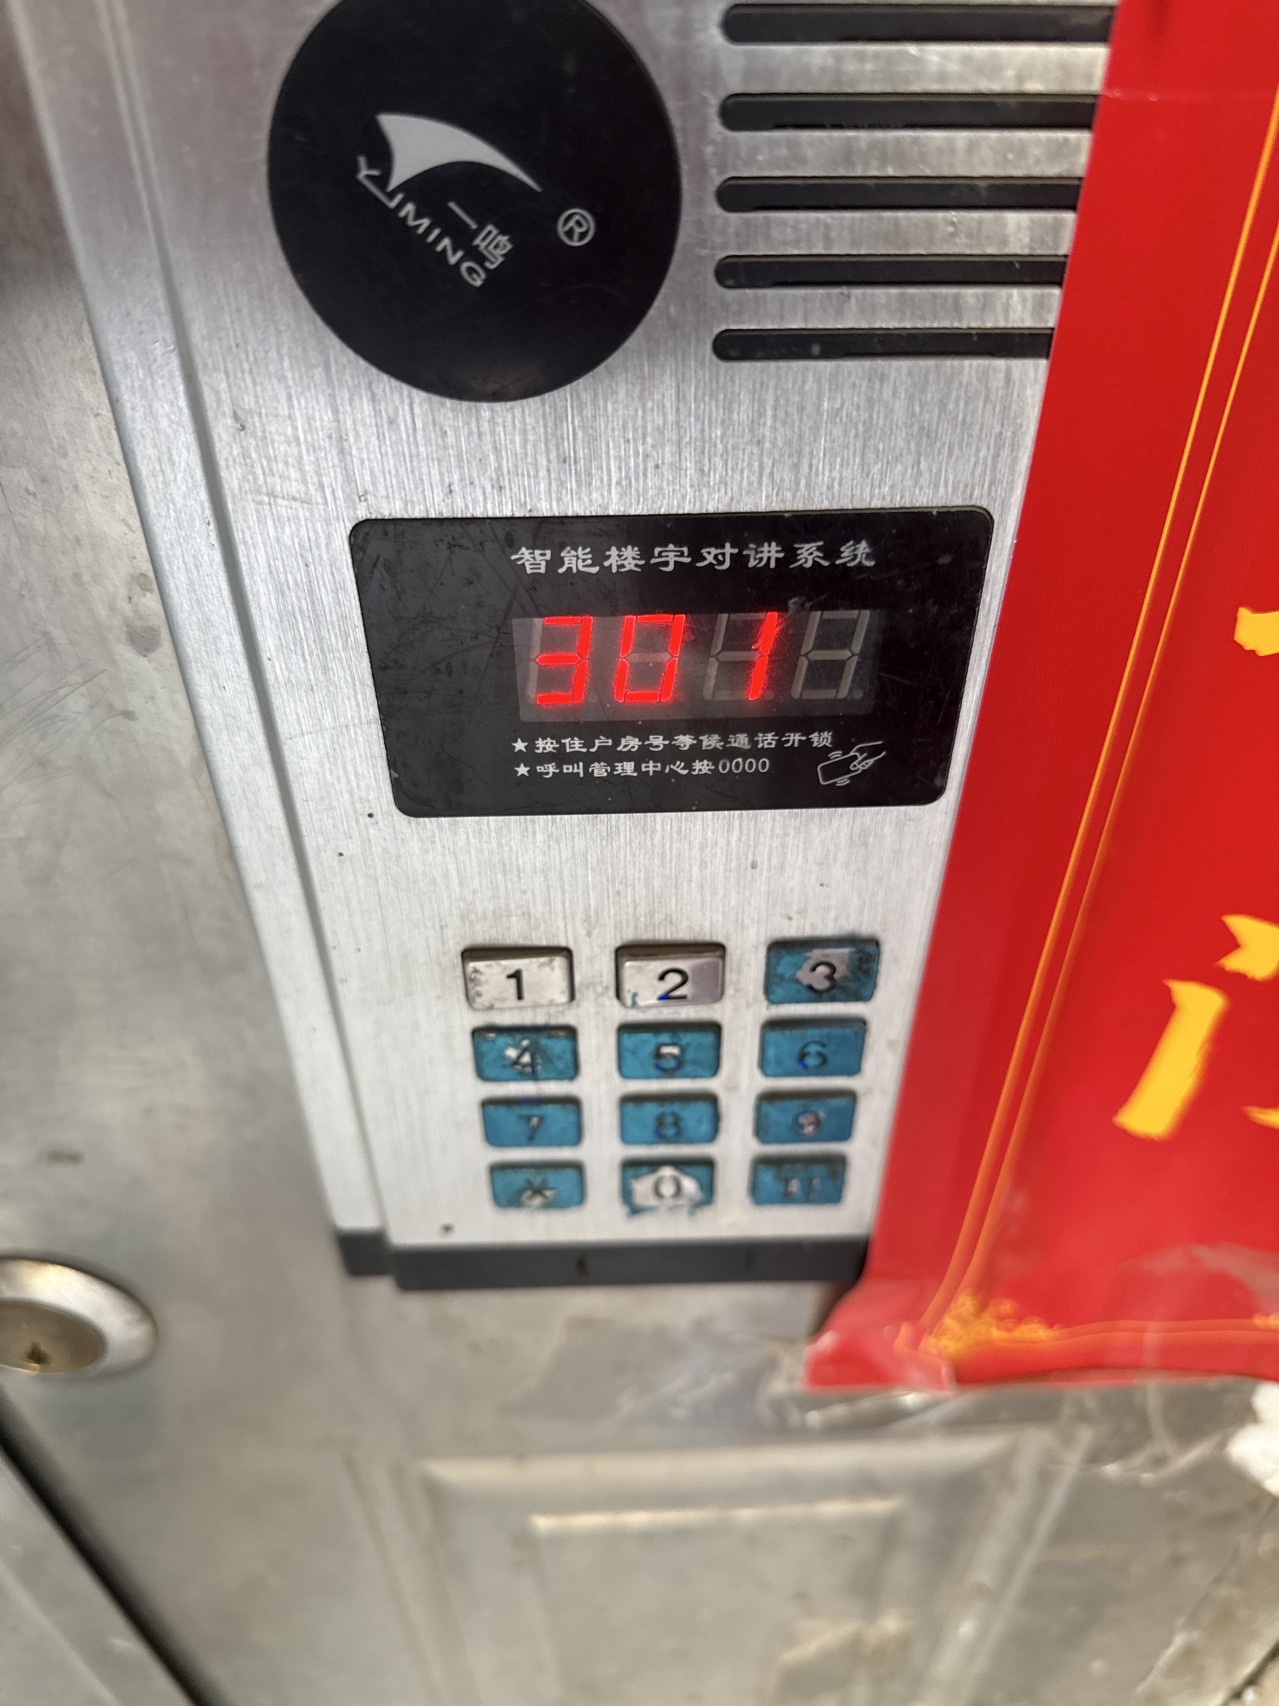 一鸣
YIMING
®
智能楼宇对讲系统
301
★按住户房号等候通话开锁
★呼叫管理中心按0000
1 2 3
4 5 6
7 8 9
* 0